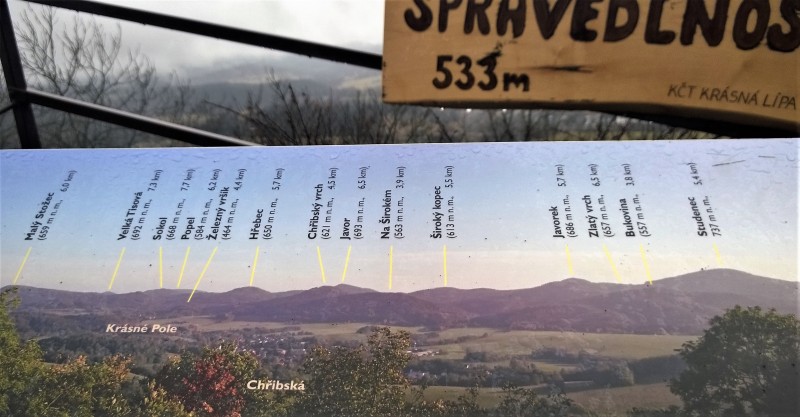 SPRAVEDLNOS
533 m
KČT KRÁSNÁ LÍPA
Malý Stožec
(659 m n.m., 6,0 km)
Velká Tisová
(692 m n.m., 7,3 km)
Sokol
(668 m n.m., 7,7 km)
Popel
(584 m n.m., 6,2 km)
Železný vršík
(464 m n.m., 4,4 km)
Hřebec
(650 m n.m., 5,7 km)
Chřibský vrch
(621 m n.m., 4,5 km)
Javor
(693 m n.m., 6,5 km)
Na Širokém
(563 m n.m., 3,9 km)
Široký kopec
(613 m n.m., 5,5 km)
Javorek
(686 m n.m., 5,7 km)
Zlatý vrch
(657 m n.m., 6,5 km)
Bukovina
(557 m n.m., 3,8 km)
Studenec
737 m n.m., 5,4 km)
Krásné Pole
Chřibská